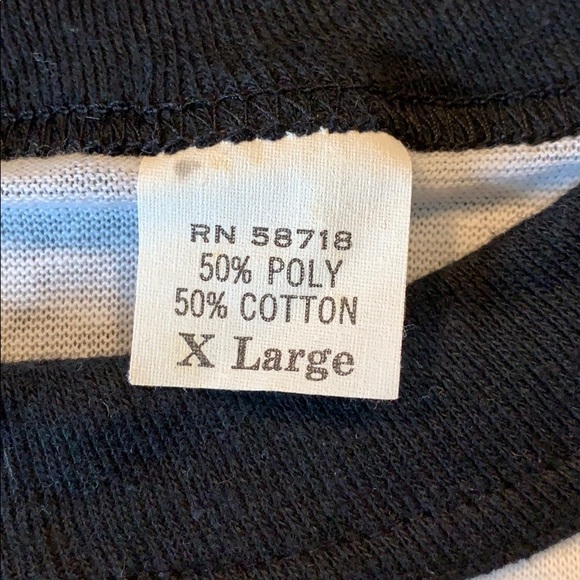 RN 58718
50% POLY
50% COTTON
X Large